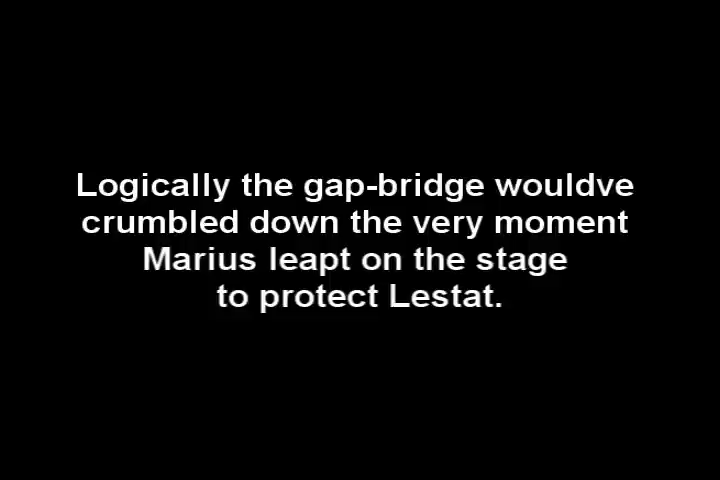 Logically the gap-bridge wouldve
crumbled down the very moment
Marius leapt on the stage
to protect Lestat.